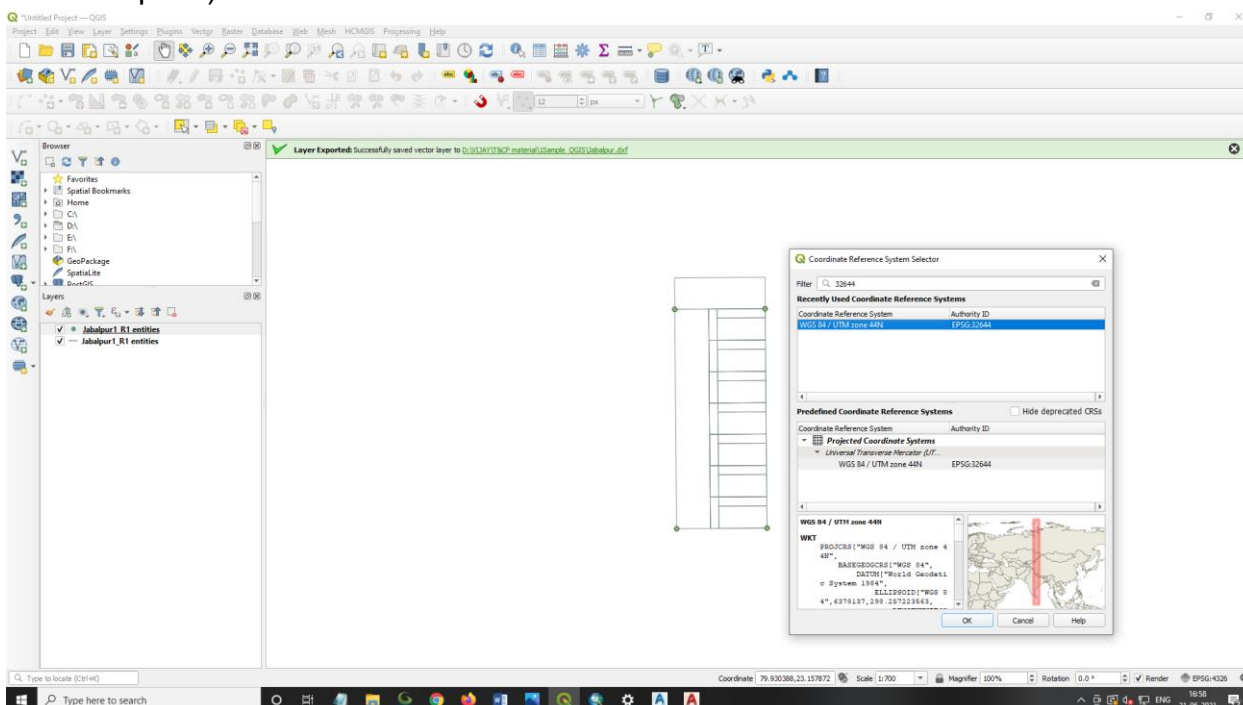 *Untitled Project — QGIS
Project Edit View Layer Settings Plugins Vector Raster Database Web Mesh HCMGIS Processing Help
12 px
Browser
Favorites
Spatial Bookmarks
Home
C:\
D:\
E:\
F:\
GeoPackage
SpatiaLite
PostGIS
Layers
Jabalpur1_R1 entities
Jabalpur1_R1 entities
Layer Exported: Successfully saved vector layer to D:\VIJAY\T&CP material\1Sample_QGIS\Jabalpur.dxf
Coordinate Reference System Selector
Filter 32644
Recently Used Coordinate Reference Systems
Coordinate Reference System Authority ID
WGS 84 / UTM zone 44N EPSG:32644
Predefined Coordinate Reference Systems Hide deprecated CRSs
Coordinate Reference System Authority ID
Projected Coordinate Systems
Universal Transverse Mercator (UT...
WGS 84 / UTM zone 44N EPSG:32644
WGS 84 / UTM zone 44N
WKT
PROJCRS["WGS 84 / UTM zone 4
4N",
BASEGEOGCRS["WGS 84",
DATUM["World Geodeti
c System 1984",
ELLIPSOID["WGS 8
4",6378137,298.257223563,
OK Cancel Help
Type to locate (Ctrl+K) Coordinate 79.930388,23.157872 Scale 1:700 Magnifier 100% Rotation 0.0 ° Render EPSG:4326
Type here to search ENG 16:58
21-06-2021